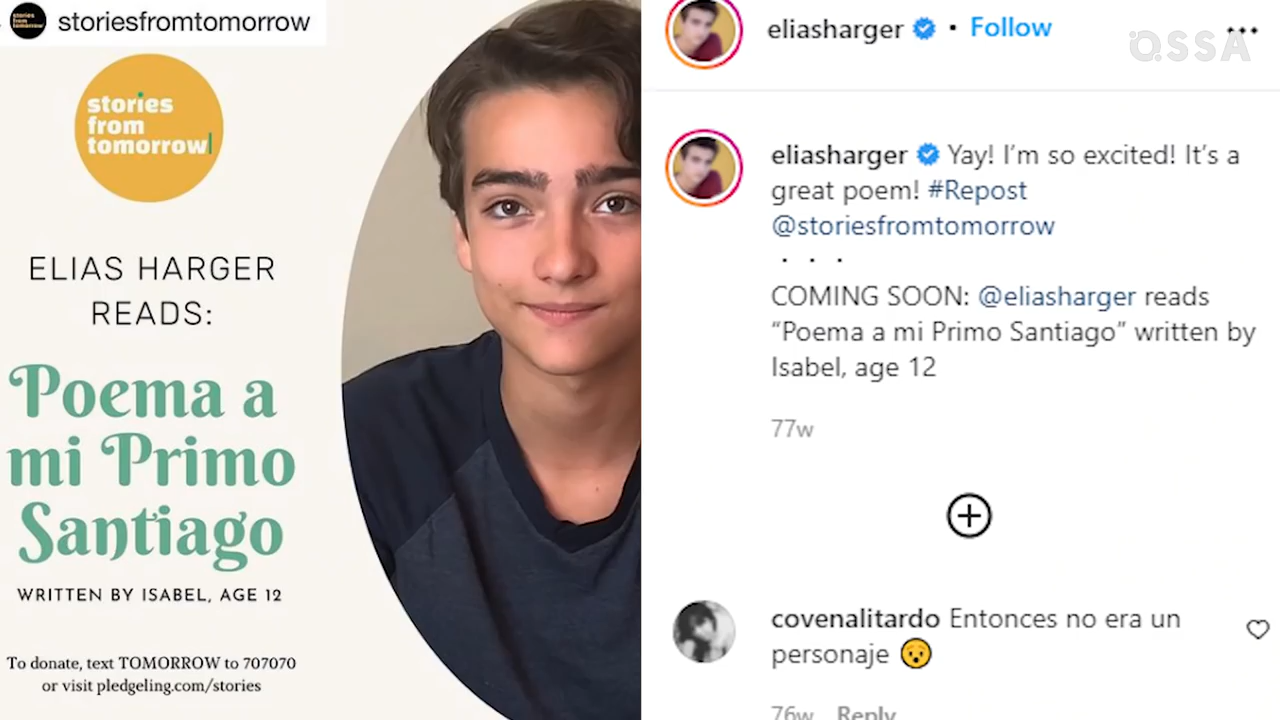 storiesfromtomorrow
stories
from
tomorrow
stories
from
tomorrow
ELIAS HARGER
READS:
Poema a
mi Primo
Santiago
WRITTEN BY ISABEL, AGE 12
To donate, text TOMORROW to 707070
or visit pledgeling.com/stories
eliasharger • Follow •••
OSSA
eliasharger Yay! I’m so excited! It’s a
great poem! #Repost
@storiesfromtomorrow
· · ·
COMING SOON: @eliasharger reads
“Poema a mi Primo Santiago” written by
Isabel, age 12
77w
covenalitardo Entonces no era un
personaje 😯
76w Reply